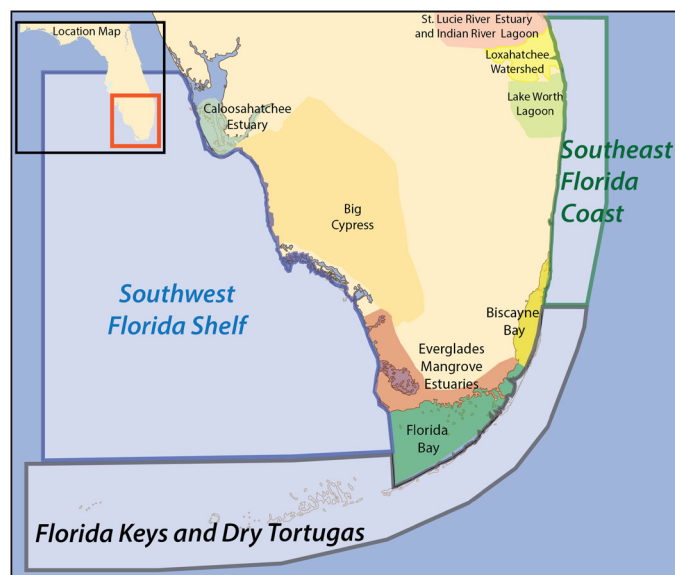 Location Map
St. Lucie River Estuary
and Indian River Lagoon
Loxahatchee
Watershed
Lake Worth
Lagoon
Caloosahatchee
Estuary
Southeast
Florida
Coast
Big
Cypress
Southwest
Florida Shelf
Biscayne
Bay
Everglades
Mangrove
Estuaries
Florida
Bay
Florida Keys and Dry Tortugas